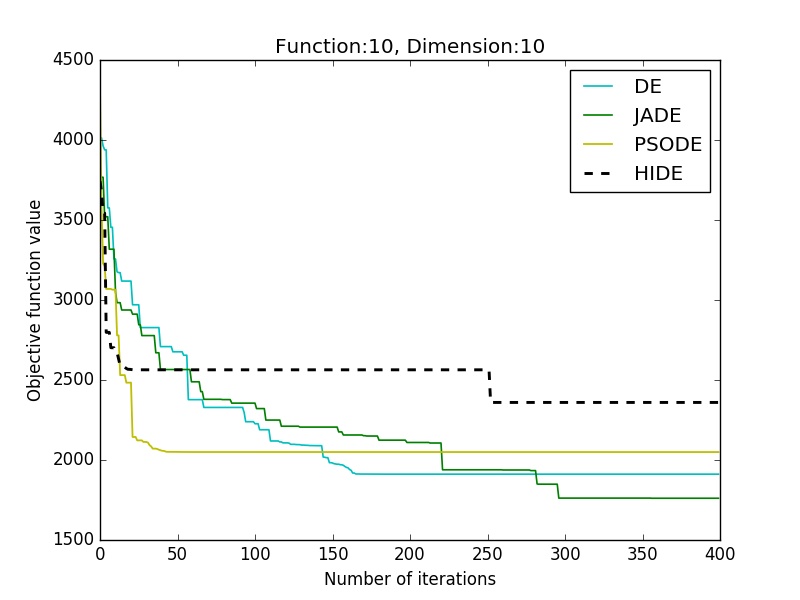 Function:10, Dimension:10
4500
4000
3500
3000
2500
2000
1500
Objective function value
DE
JADE
PSODE
HIDE
0 50 100 150 200 250 300 350 400
Number of iterations